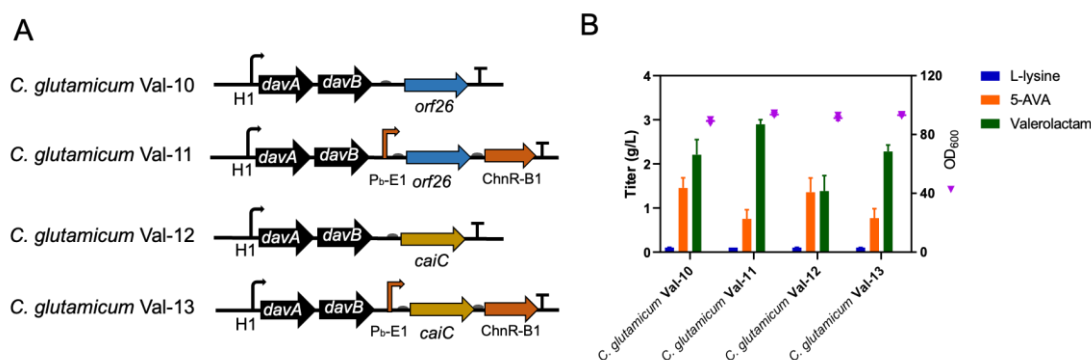 A
C. glutamicum Val-10
H1
davA
davB
orf26
C. glutamicum Val-11
H1
davA
davB
Pb-E1
orf26
ChnR-B1
C. glutamicum Val-12
H1
davA
davB
caiC
C. glutamicum Val-13
H1
davA
davB
Pb-E1
caiC
ChnR-B1
B
Titer (g/L)
4
3
2
1
0
120
80
40
0
OD600
L-lysine
5-AVA
Valerolactam
C. glutamicum Val-10
C. glutamicum Val-11
C. glutamicum Val-12
C. glutamicum Val-13